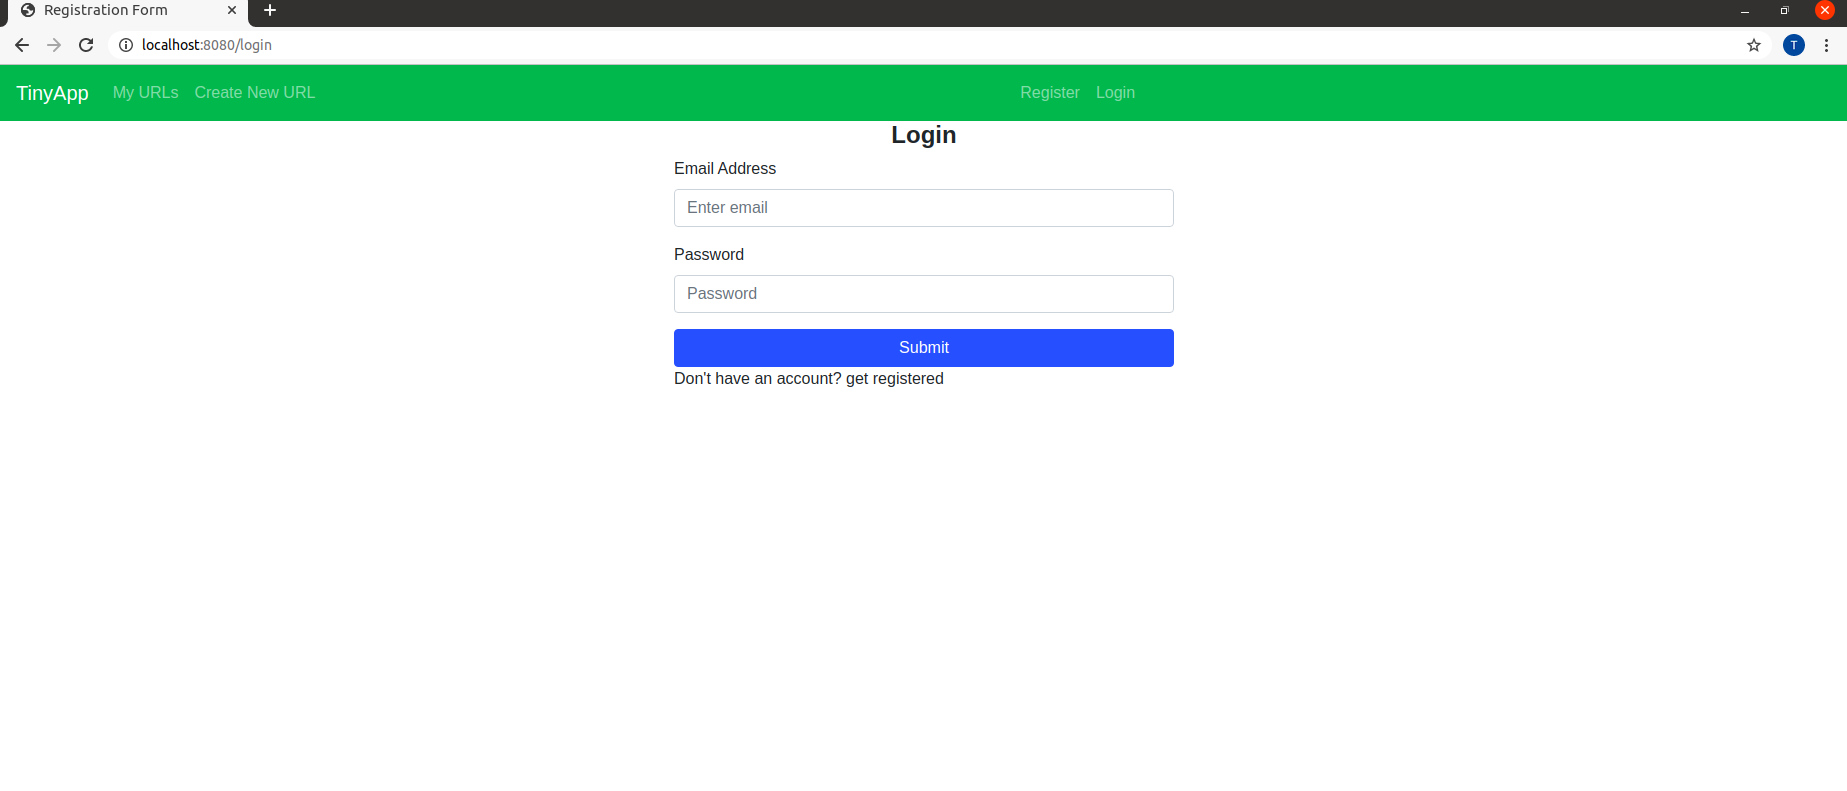 Registration Form
localhost:8080/login
T
TinyApp My URLs Create New URL Register Login
Login
Email Address
Enter email
Password
Password
Submit
Don't have an account? get registered